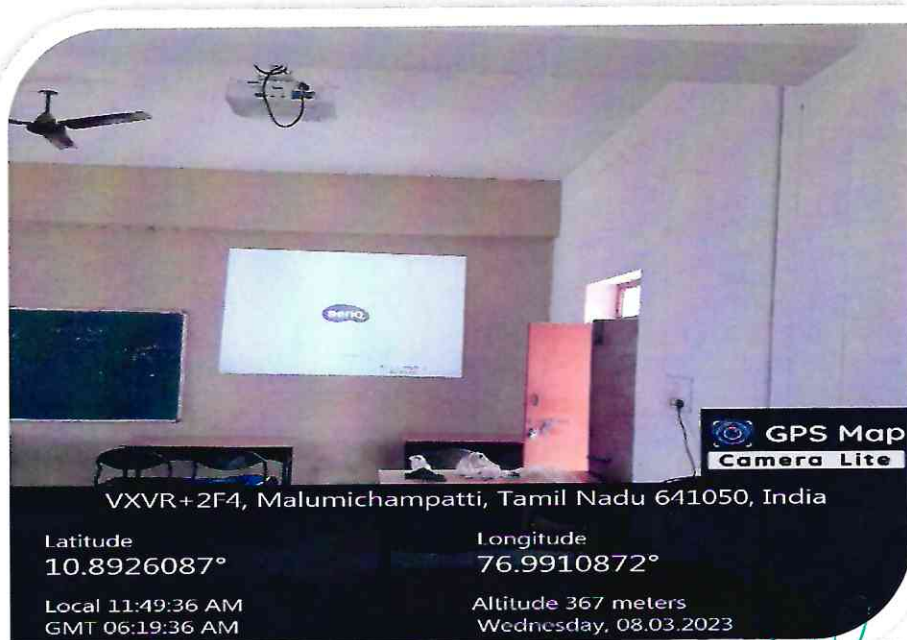 BenQ
GPS Map
Camera Lite
VXVR+2F4, Malumichampatti, Tamil Nadu 641050, India
Latitude
10.8926087°
Longitude
76.9910872°
Local 11:49:36 AM
GMT 06:19:36 AM
Altitude 367 meters
Wednesday, 08.03.2023